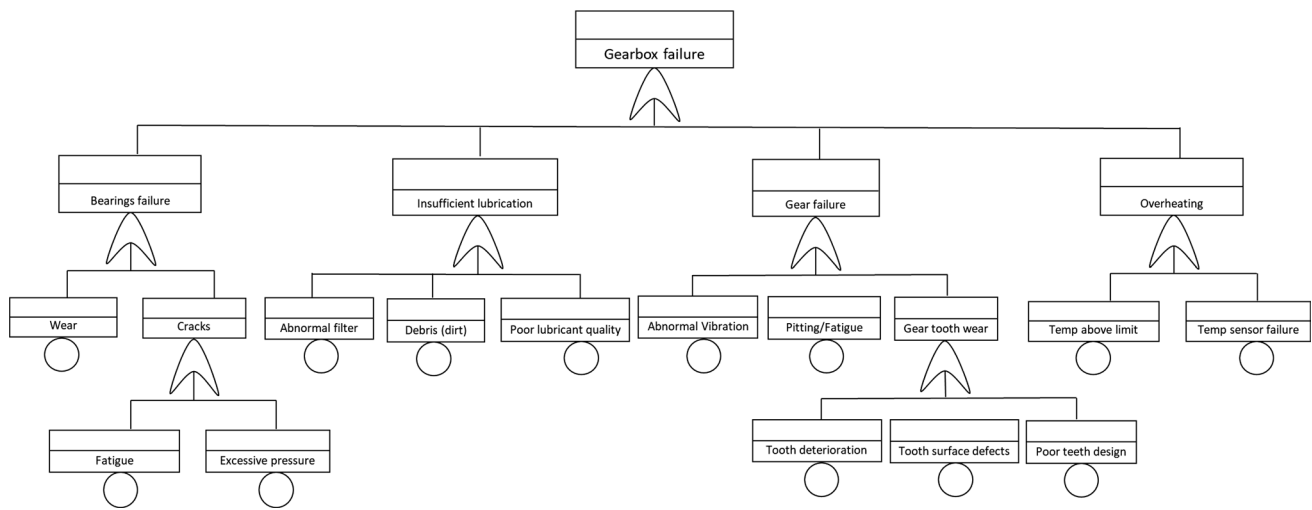 Gearbox failure
Bearings failure
Insufficient lubrication
Gear failure
Overheating
Wear
Cracks
Abnormal filter
Debris (dirt)
Poor lubricant quality
Abnormal Vibration
Pitting/Fatigue
Gear tooth wear
Temp above limit
Temp sensor failure
Fatigue
Excessive pressure
Tooth deterioration
Tooth surface defects
Poor teeth design